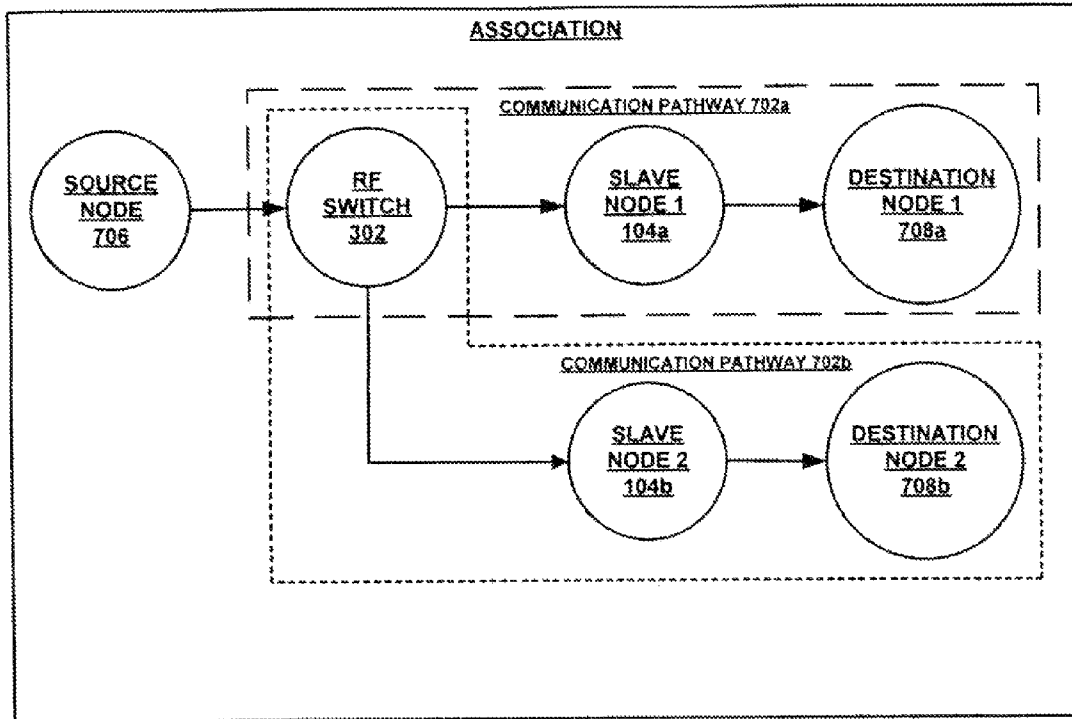 ASSOCIATION
COMMUNICATION PATHWAY 702a
SOURCE
NODE
706
RF
SWITCH
302
SLAVE
NODE 1
104a
DESTINATION
NODE 1
708a
COMMUNICATION PATHWAY 702b
SLAVE
NODE 2
104b
DESTINATION
NODE 2
708b